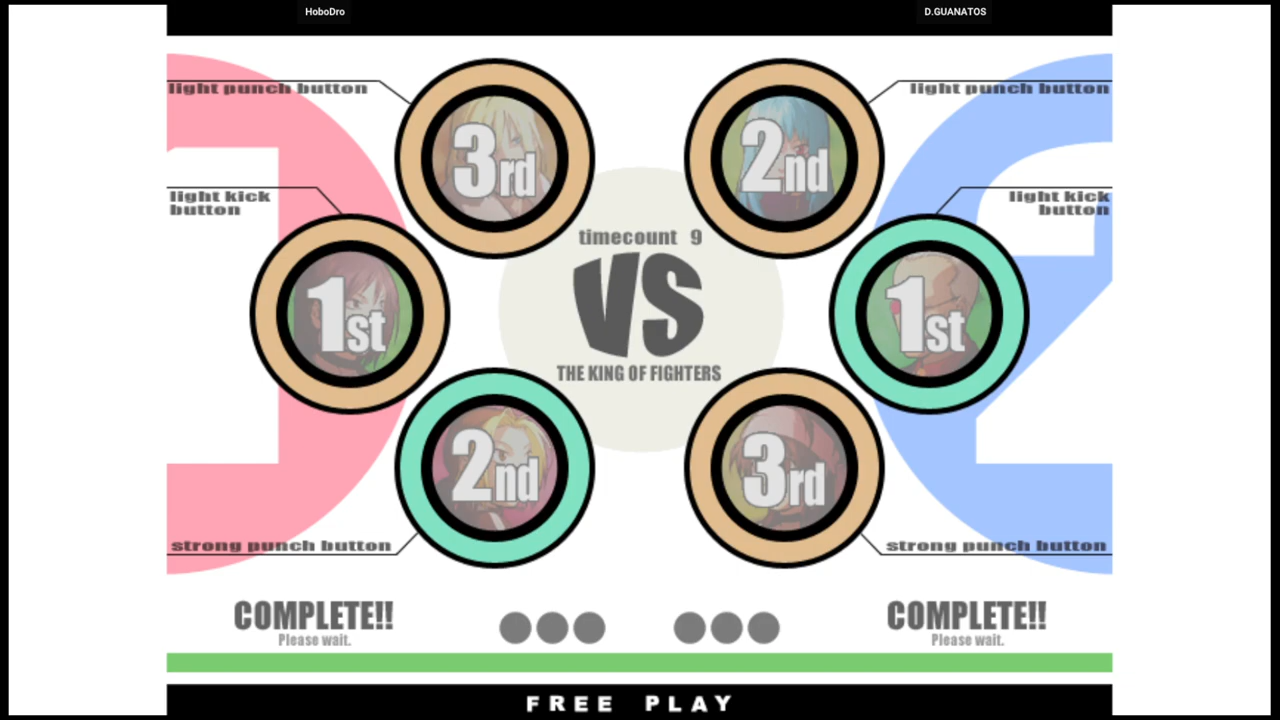 HoboDro
D.GUANATOS
light punch button
light punch button
3rd
2nd
light kick
button
light kick
button
timecount 9
VS
THE KING OF FIGHTERS
1st
1st
2nd
3rd
strong punch button
strong punch button
COMPLETE!!
Please wait.
COMPLETE!!
Please wait.
FREE PLAY